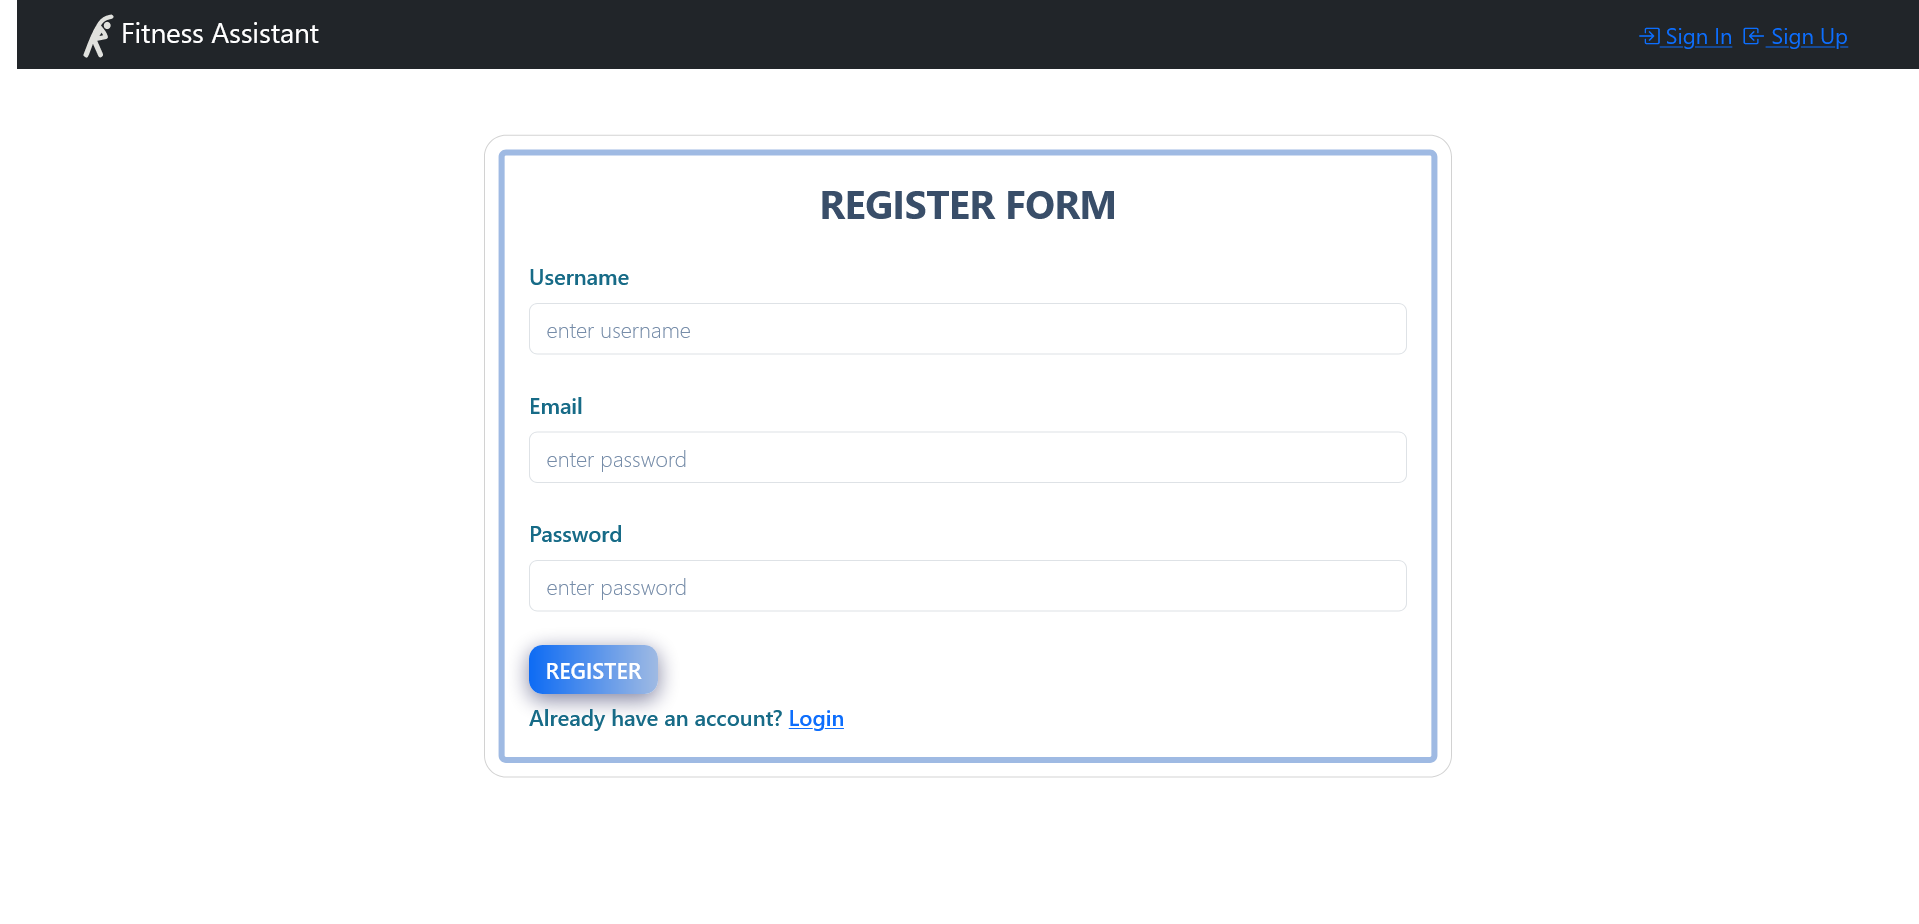 Fitness Assistant
Sign In Sign Up
REGISTER FORM
Username
enter username
Email
enter password
Password
enter password
REGISTER
Already have an account? Login